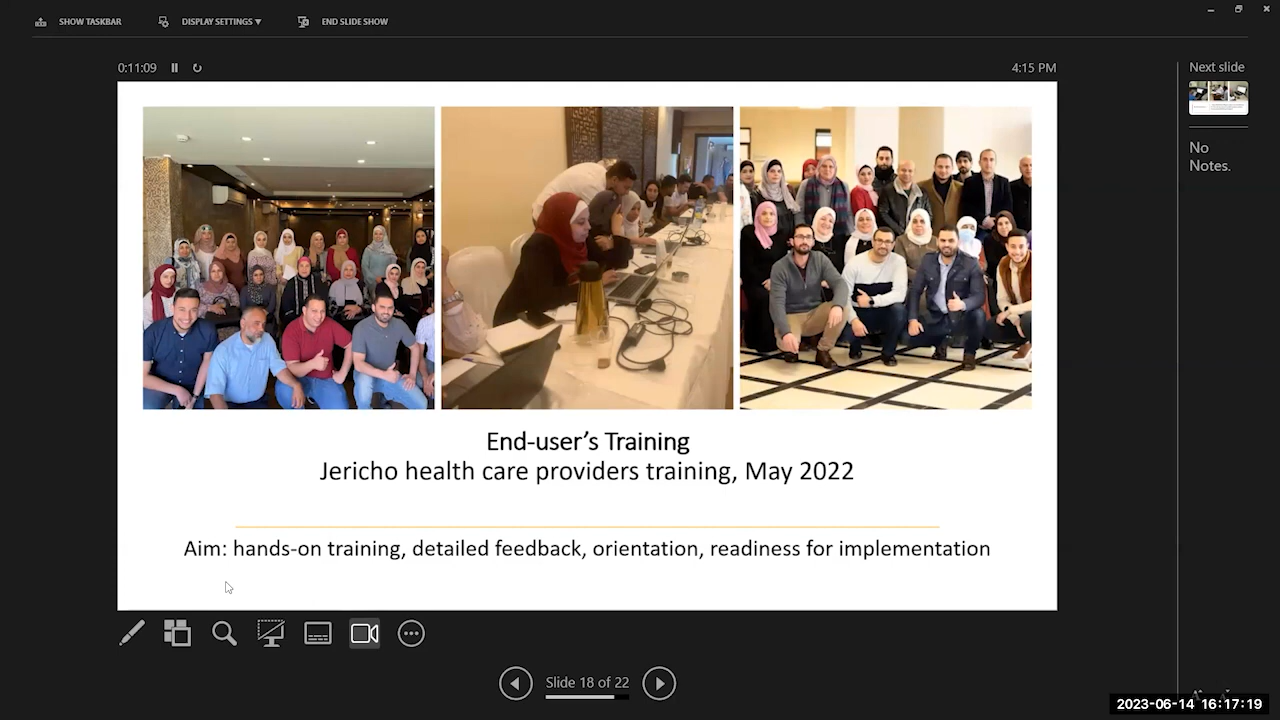 SHOW TASKBAR
DISPLAY SETTINGS ▼
END SLIDE SHOW
0:11:09
4:15 PM
Next slide
No
Notes.
End-user’s Training
Jericho health care providers training, May 2022
Aim: hands-on training, detailed feedback, orientation, readiness for implementation
Slide 18 of 22
2023-06-14 16:17:19